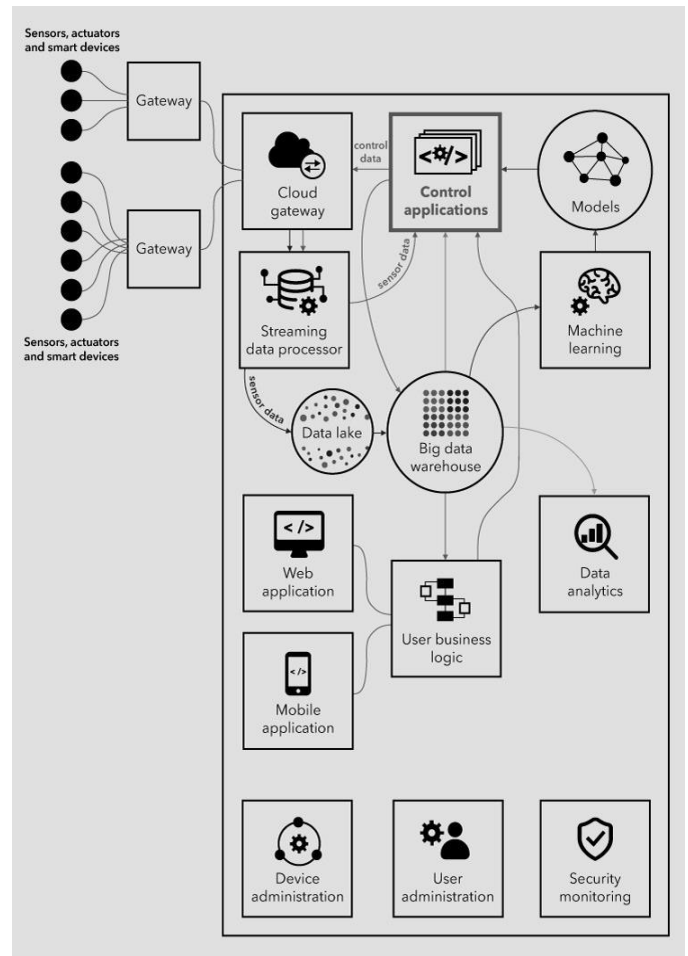 Sensors, actuators
and smart devices
Gateway
Gateway
Sensors, actuators
and smart devices
Cloud
gateway
control
data
Control
applications
Models
Streaming
data processor
sensor data
Machine
learning
sensor data
Data lake
Big data
warehouse
</>
Web
application
User business
logic
Data
analytics
</>
Mobile
application
Device
administration
User
administration
Security
monitoring